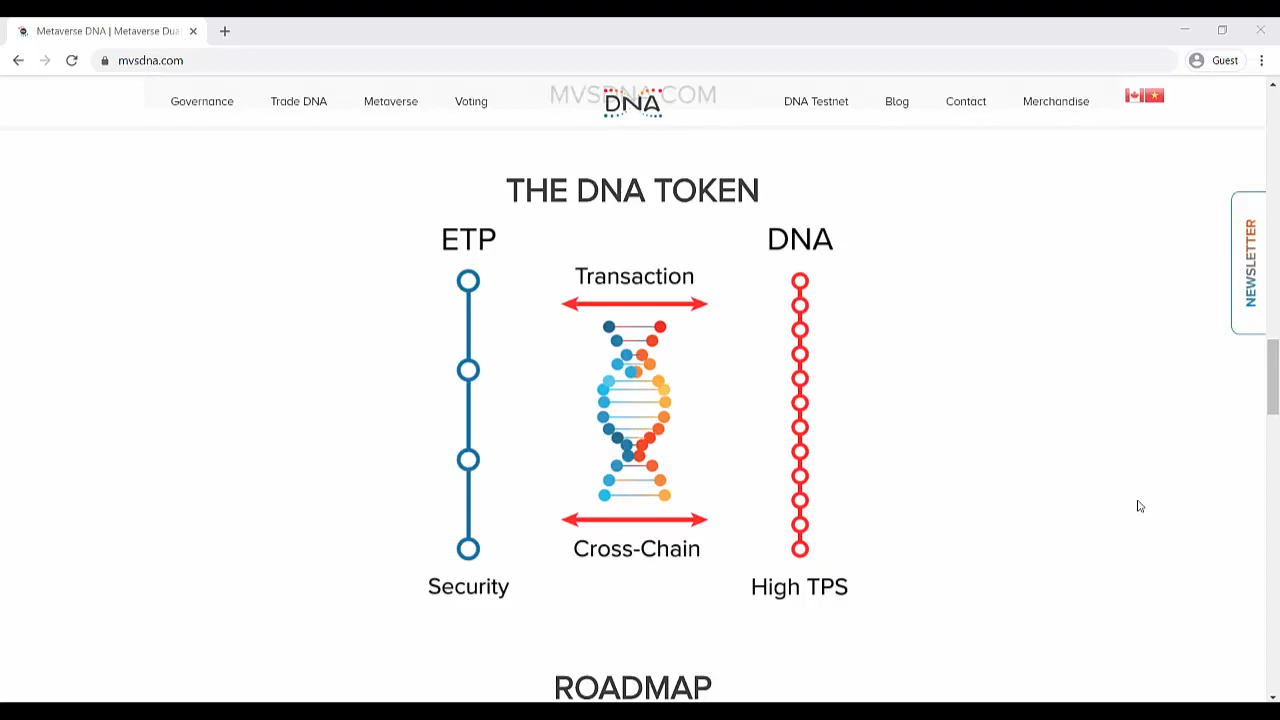 Metaverse DNA | Metaverse Dua
mvsdna.com
Guest
Governance
Trade DNA
Metaverse
Voting
MVSDNA.COM
DNA
DNA Testnet
Blog
Contact
Merchandise
THE DNA TOKEN
ETP
DNA
Transaction
Cross-Chain
Security
High TPS
NEWSLETTER
ROADMAP